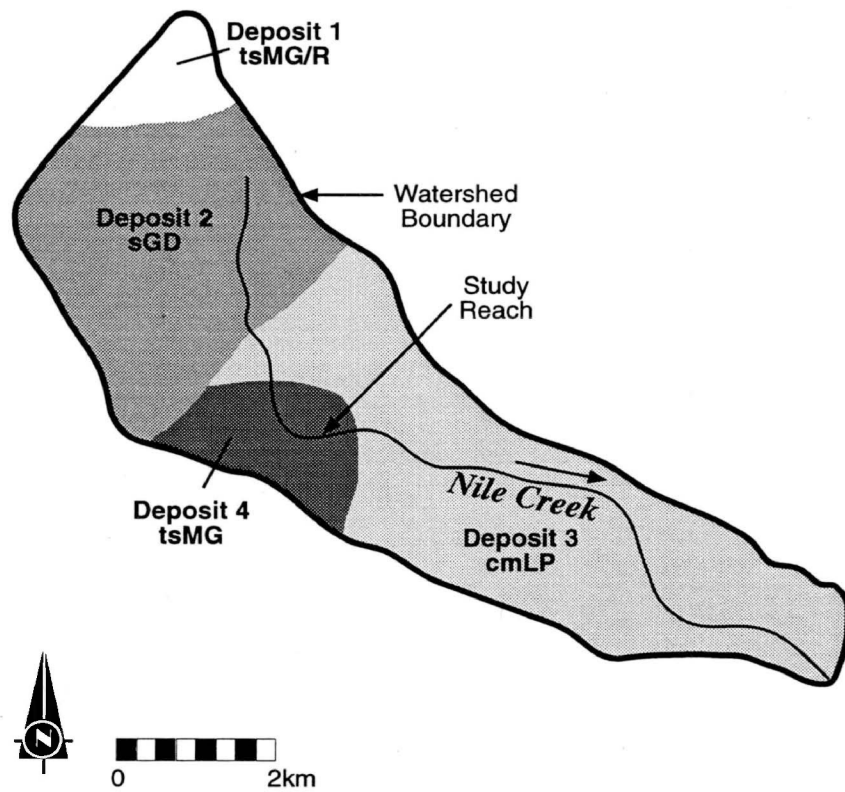 Deposit 1
tsMG/R
Watershed
Boundary
Deposit 2
sGD
Study
Reach
Nile Creek
Deposit 4
tsMG
Deposit 3
cmLP
N
0 2km